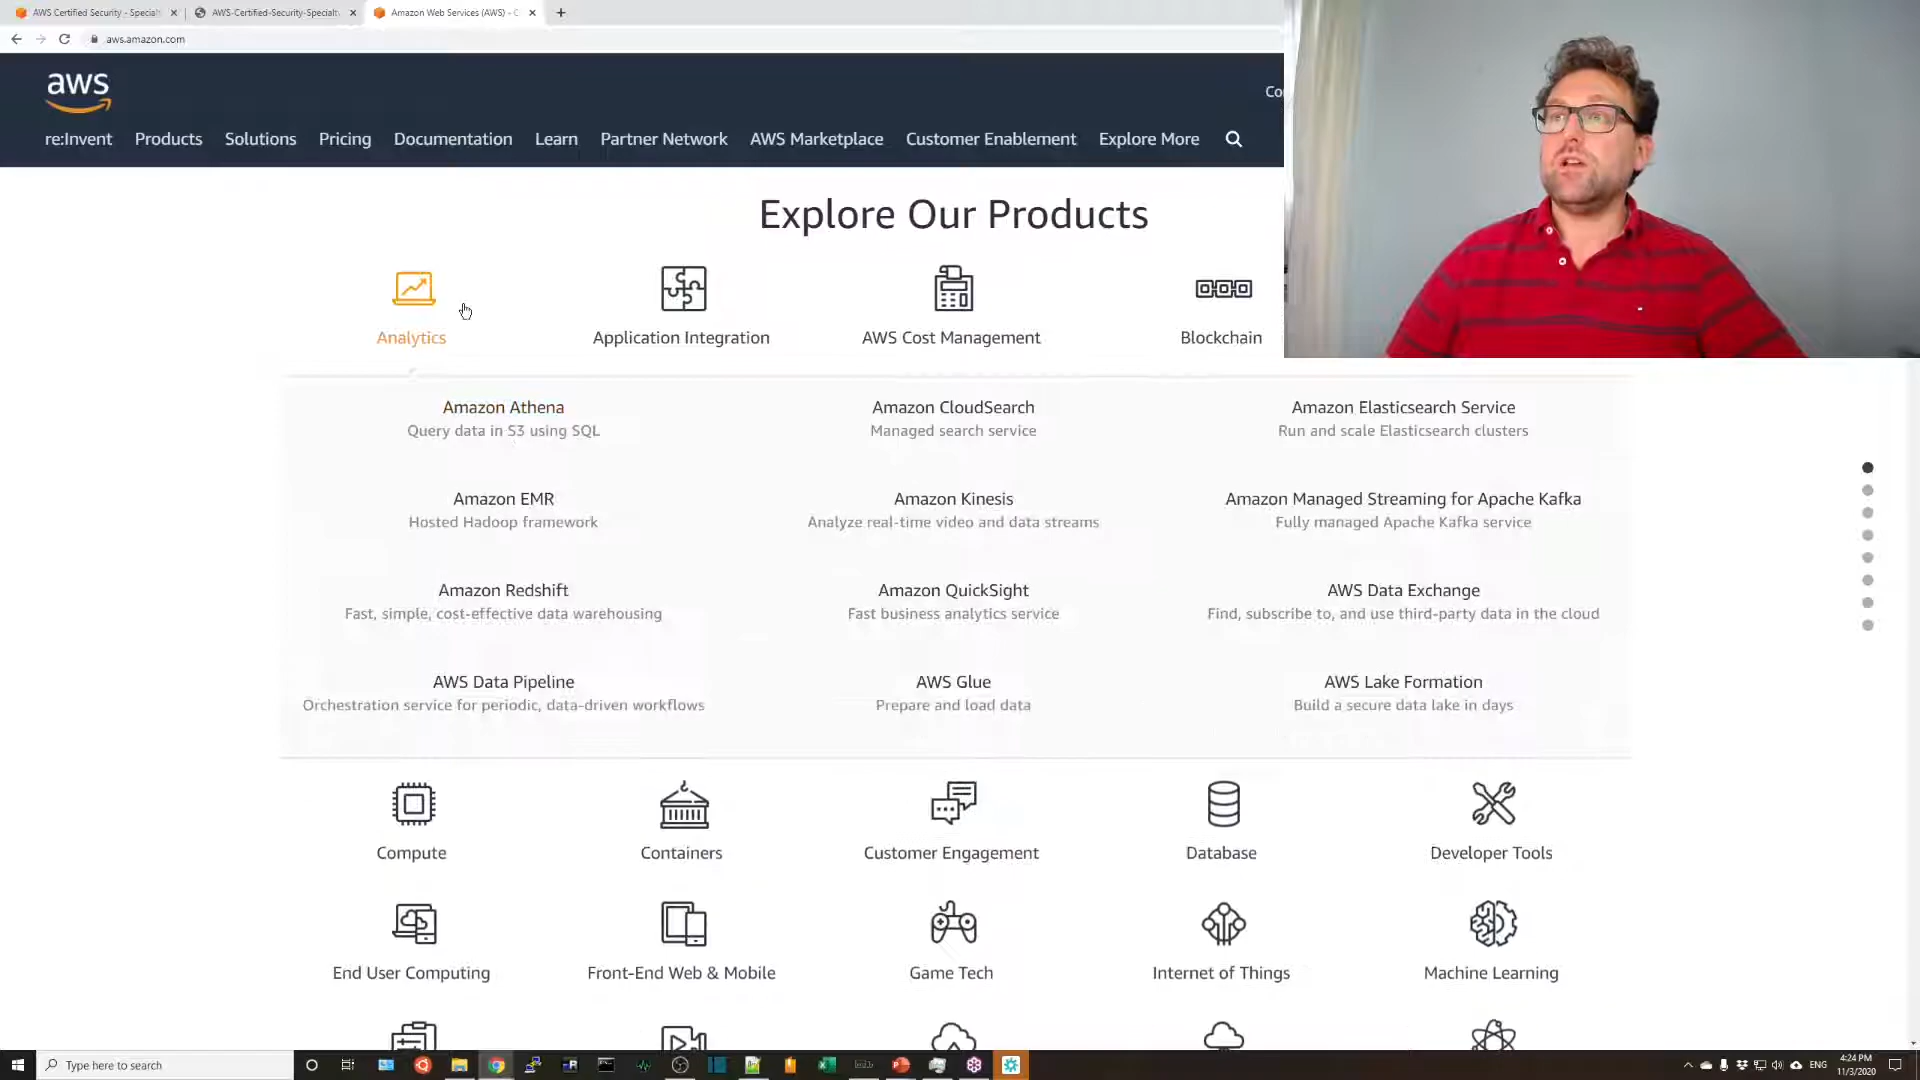 AWS Certified Security - Special
AWS-Certified-Security-Specialty
Amazon Web Services (AWS) - C
aws.amazon.com
aws
re:Invent
Products
Solutions
Pricing
Documentation
Learn
Partner Network
AWS Marketplace
Customer Enablement
Explore More
Explore Our Products
Analytics
Application Integration
AWS Cost Management
Blockchain
Amazon Athena
Query data in S3 using SQL
Amazon CloudSearch
Managed search service
Amazon Elasticsearch Service
Run and scale Elasticsearch clusters
Amazon EMR
Hosted Hadoop framework
Amazon Kinesis
Analyze real-time video and data streams
Amazon Managed Streaming for Apache Kafka
Fully managed Apache Kafka service
Amazon Redshift
Fast, simple, cost-effective data warehousing
Amazon QuickSight
Fast business analytics service
AWS Data Exchange
Find, subscribe to, and use third-party data in the cloud
AWS Data Pipeline
Orchestration service for periodic, data-driven workflows
AWS Glue
Prepare and load data
AWS Lake Formation
Build a secure data lake in days
Compute
Containers
Customer Engagement
Database
Developer Tools
End User Computing
Front-End Web & Mobile
Game Tech
Internet of Things
Machine Learning
Type here to search
ENG
4:24 PM
11/3/2020